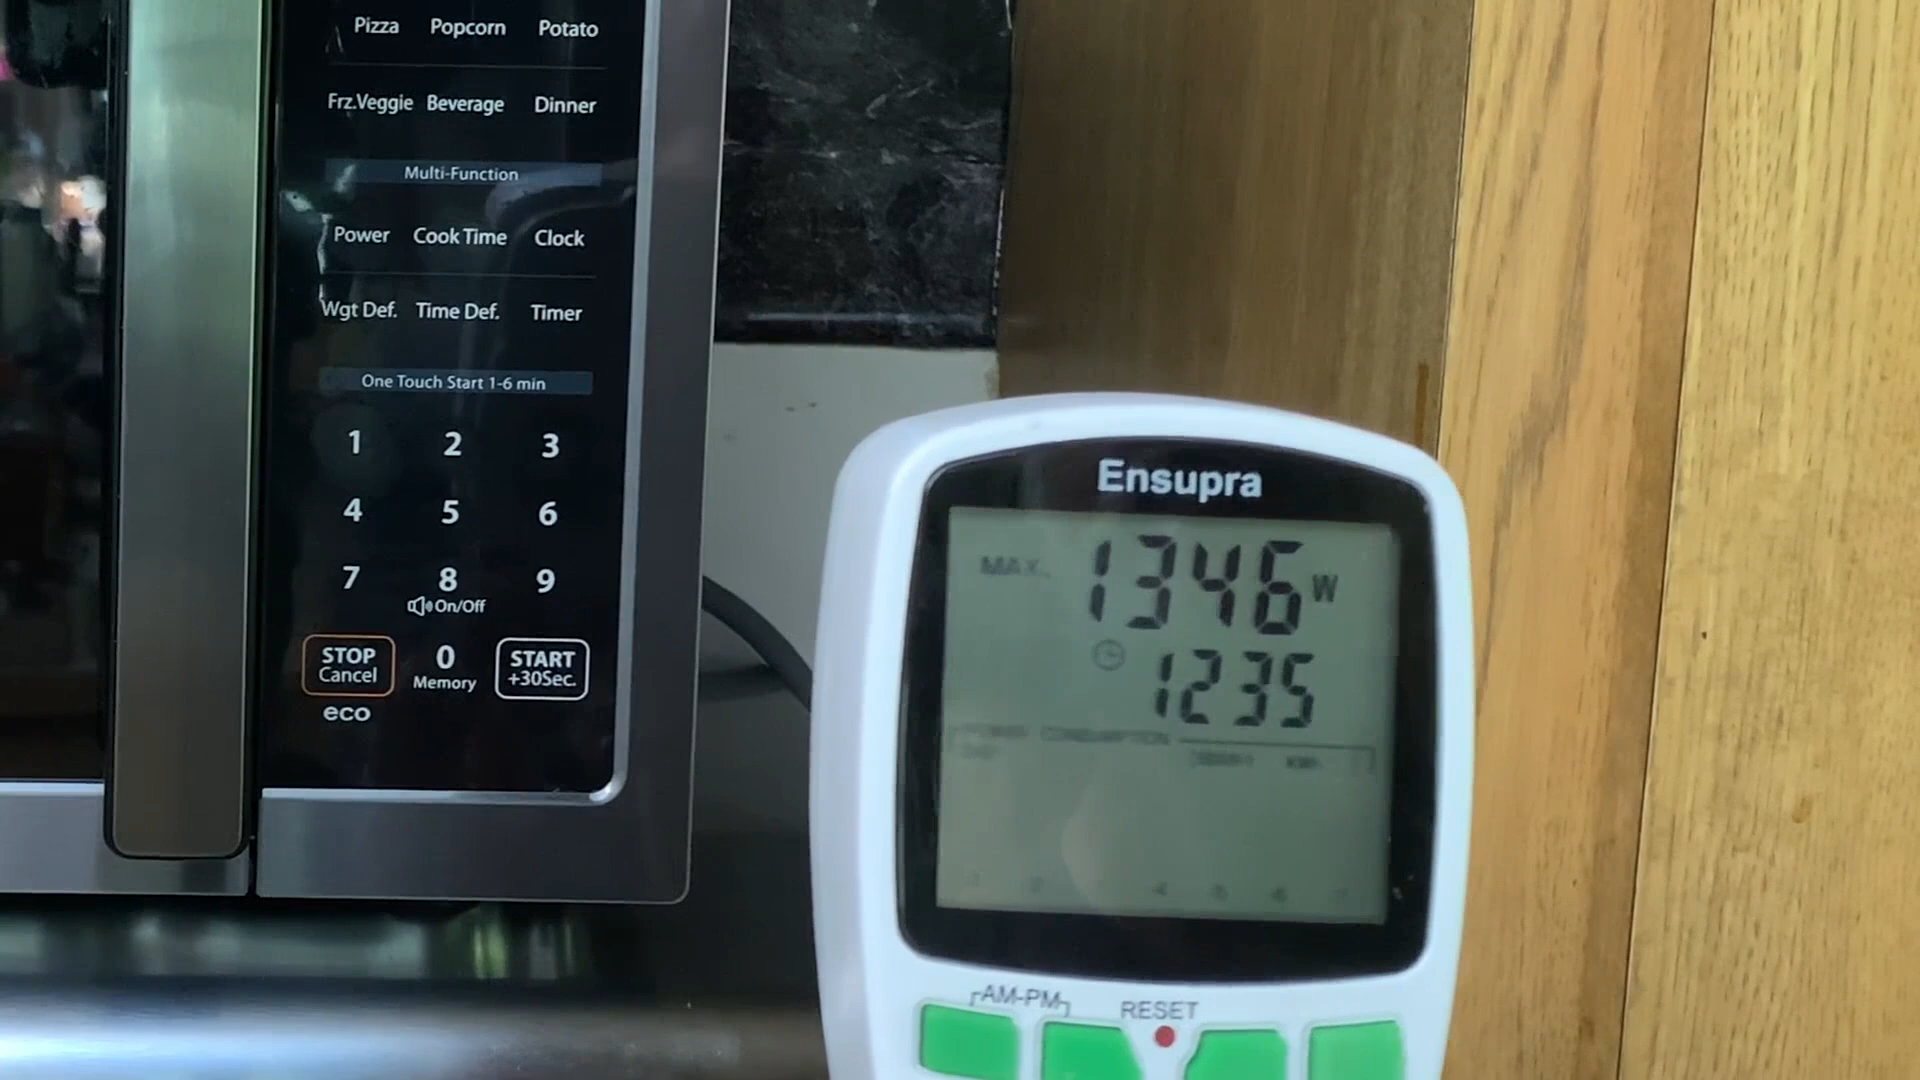 Pizza Popcorn Potato
Frz.Veggie Beverage Dinner
Multi-Function
Power Cook Time Clock
Wgt Def. Time Def. Timer
One Touch Start 1-6 min
1 2 3
4 5 6
7 8 9
On/Off
STOP 0 START
Cancel Memory +30Sec.
eco
Ensupra
MAX. 1346 W
1235
POWER CONSUMPTION
AM-PM RESET